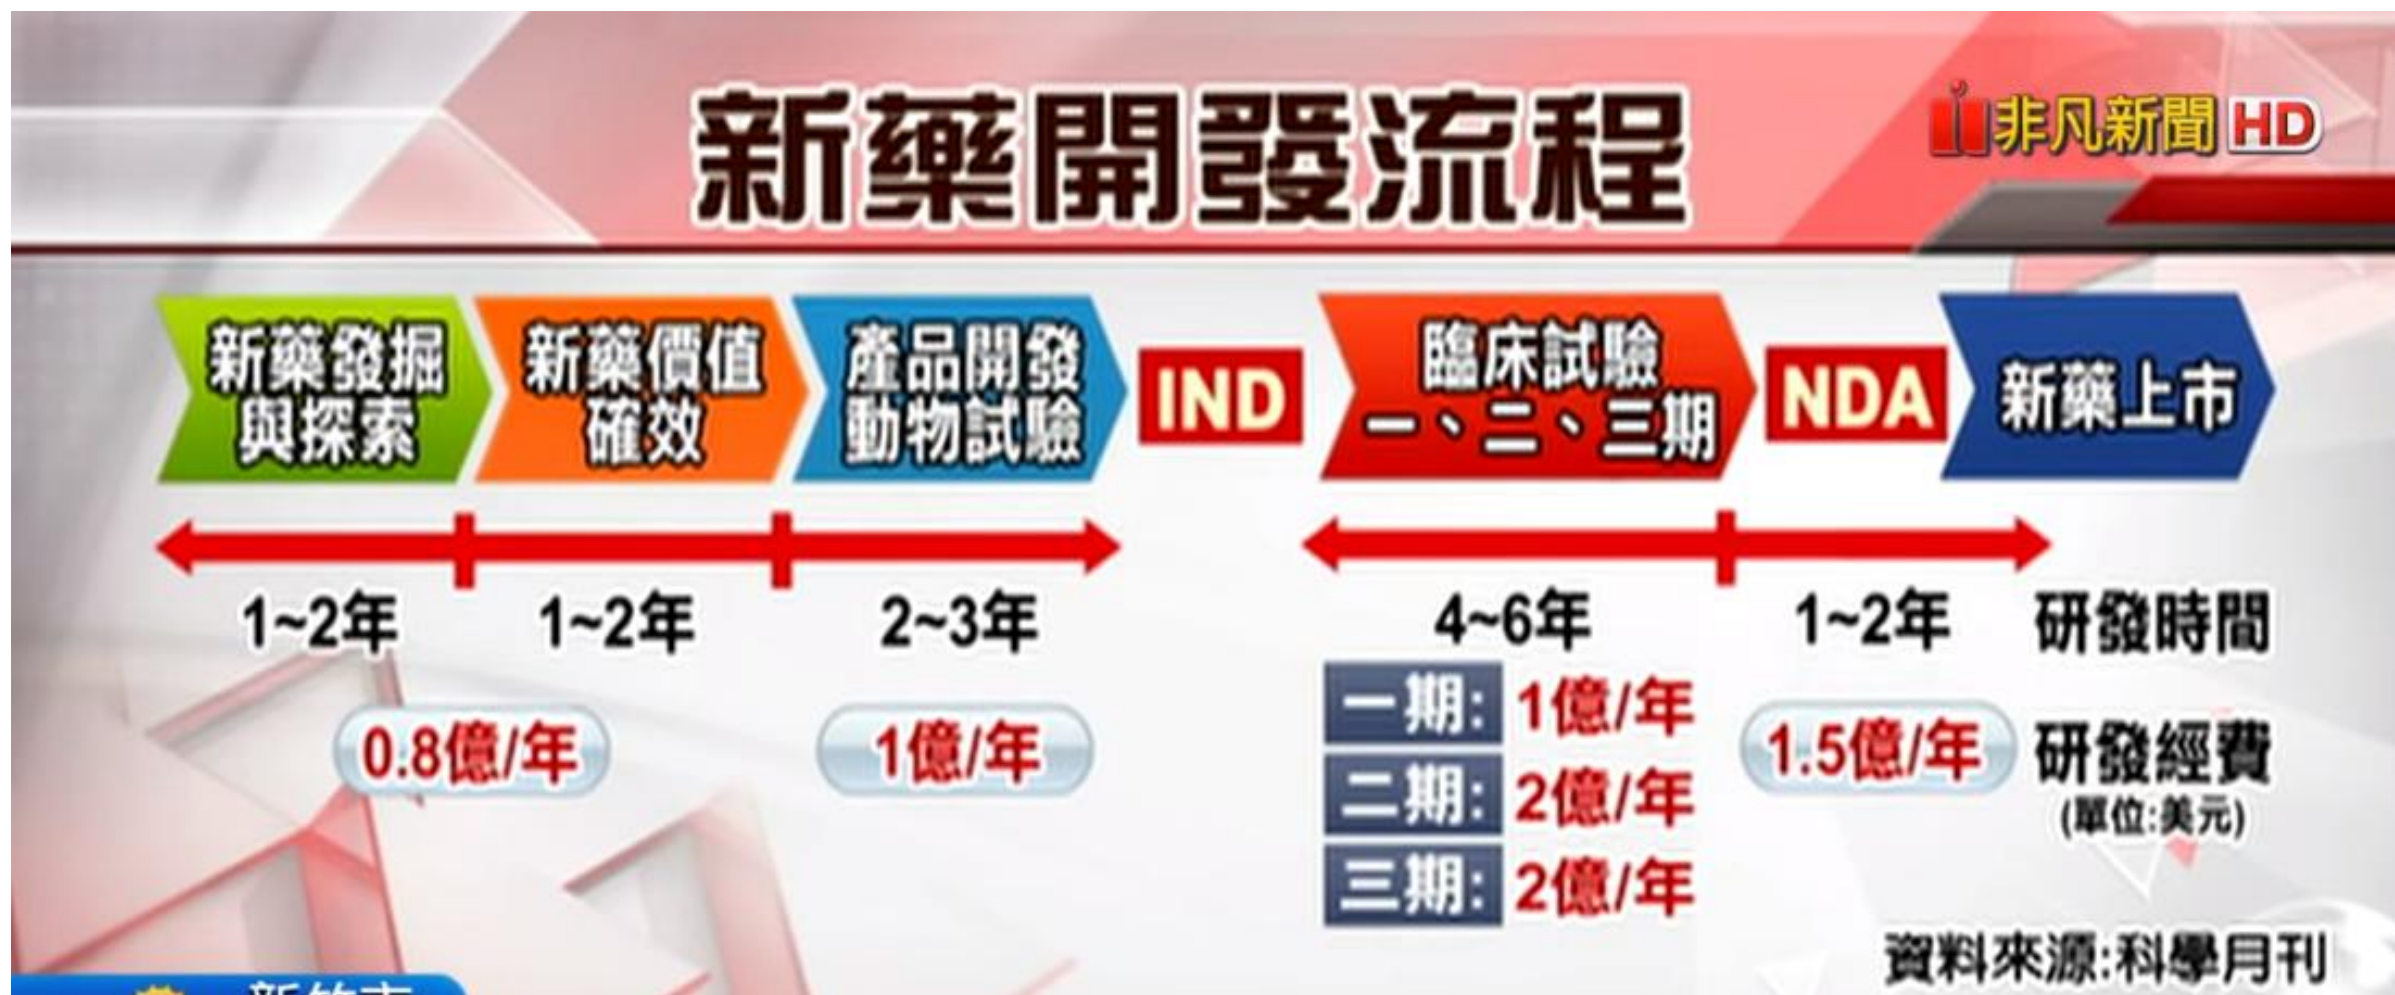 新藥開發流程
非凡新聞 HD
新藥發掘
與探索
新藥價值
確效
產品開發
動物試驗
IND
臨床試驗
一、二、三期
NDA
新藥上市
1~2年
1~2年
2~3年
4~6年
1~2年
研發時間
0.8億/年
1億/年
一期: 1億/年
二期: 2億/年
三期: 2億/年
1.5億/年
研發經費
(單位:美元)
資料來源:科學月刊
新竹市